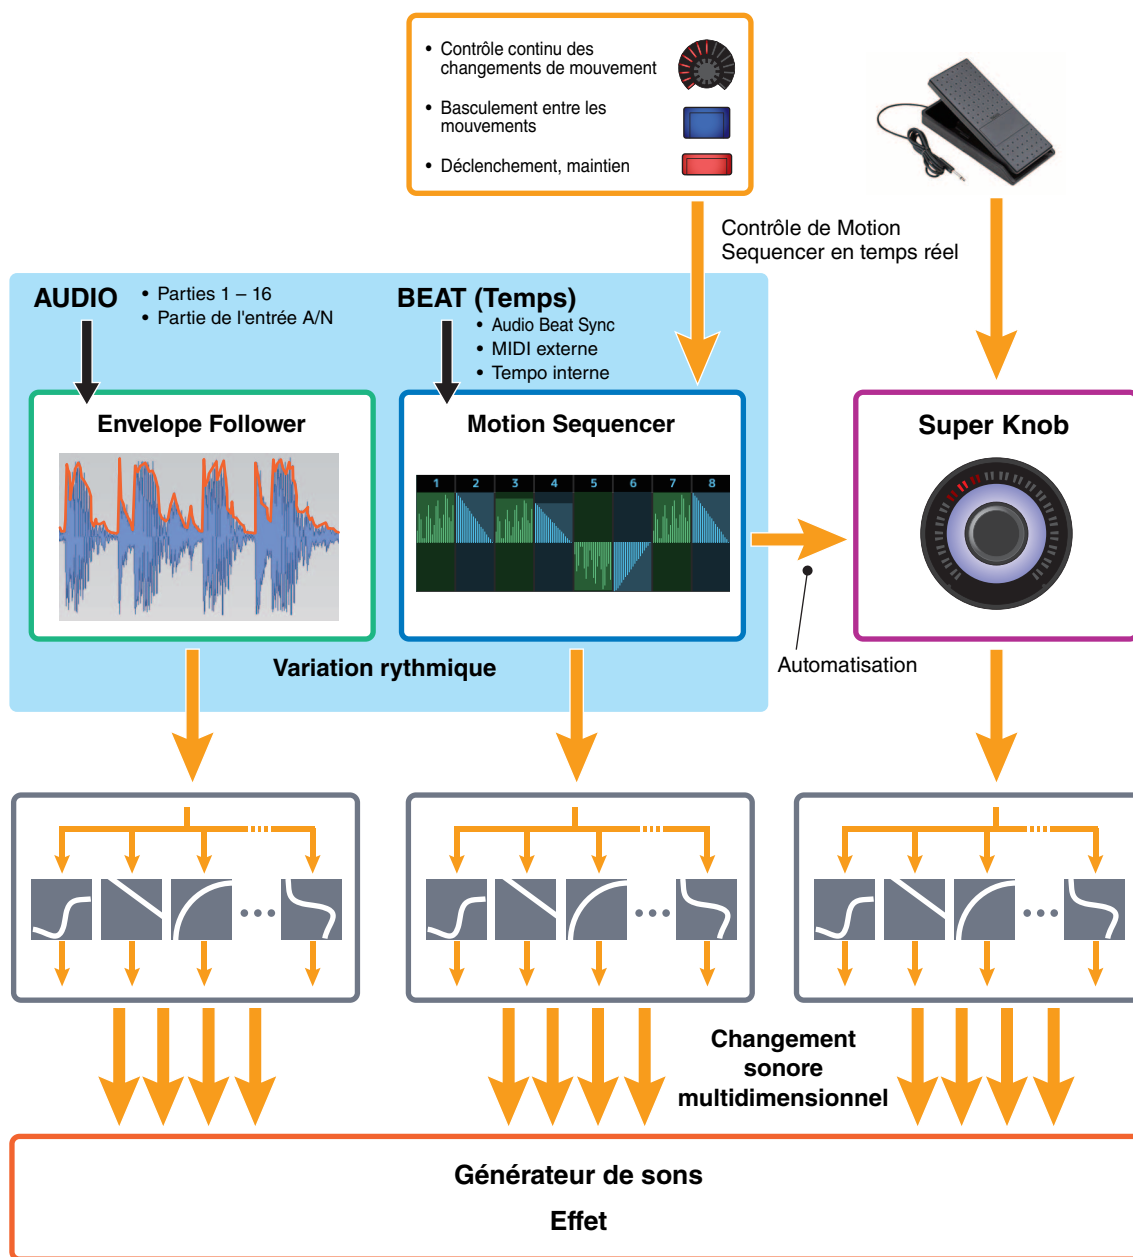 • Contrôle continu des
changements de mouvement
• Basculement entre les
mouvements
• Déclenchement, maintien
Contrôle de Motion
Sequencer en temps réel
AUDIO
• Parties 1 – 16
• Partie de l'entrée A/N
BEAT (Temps)
• Audio Beat Sync
• MIDI externe
• Tempo interne
Envelope Follower
Motion Sequencer
1 2 3 4 5 6 7 8
Super Knob
Automatisation
Variation rythmique
Changement
sonore
multidimensionnel
Générateur de sons
Effet